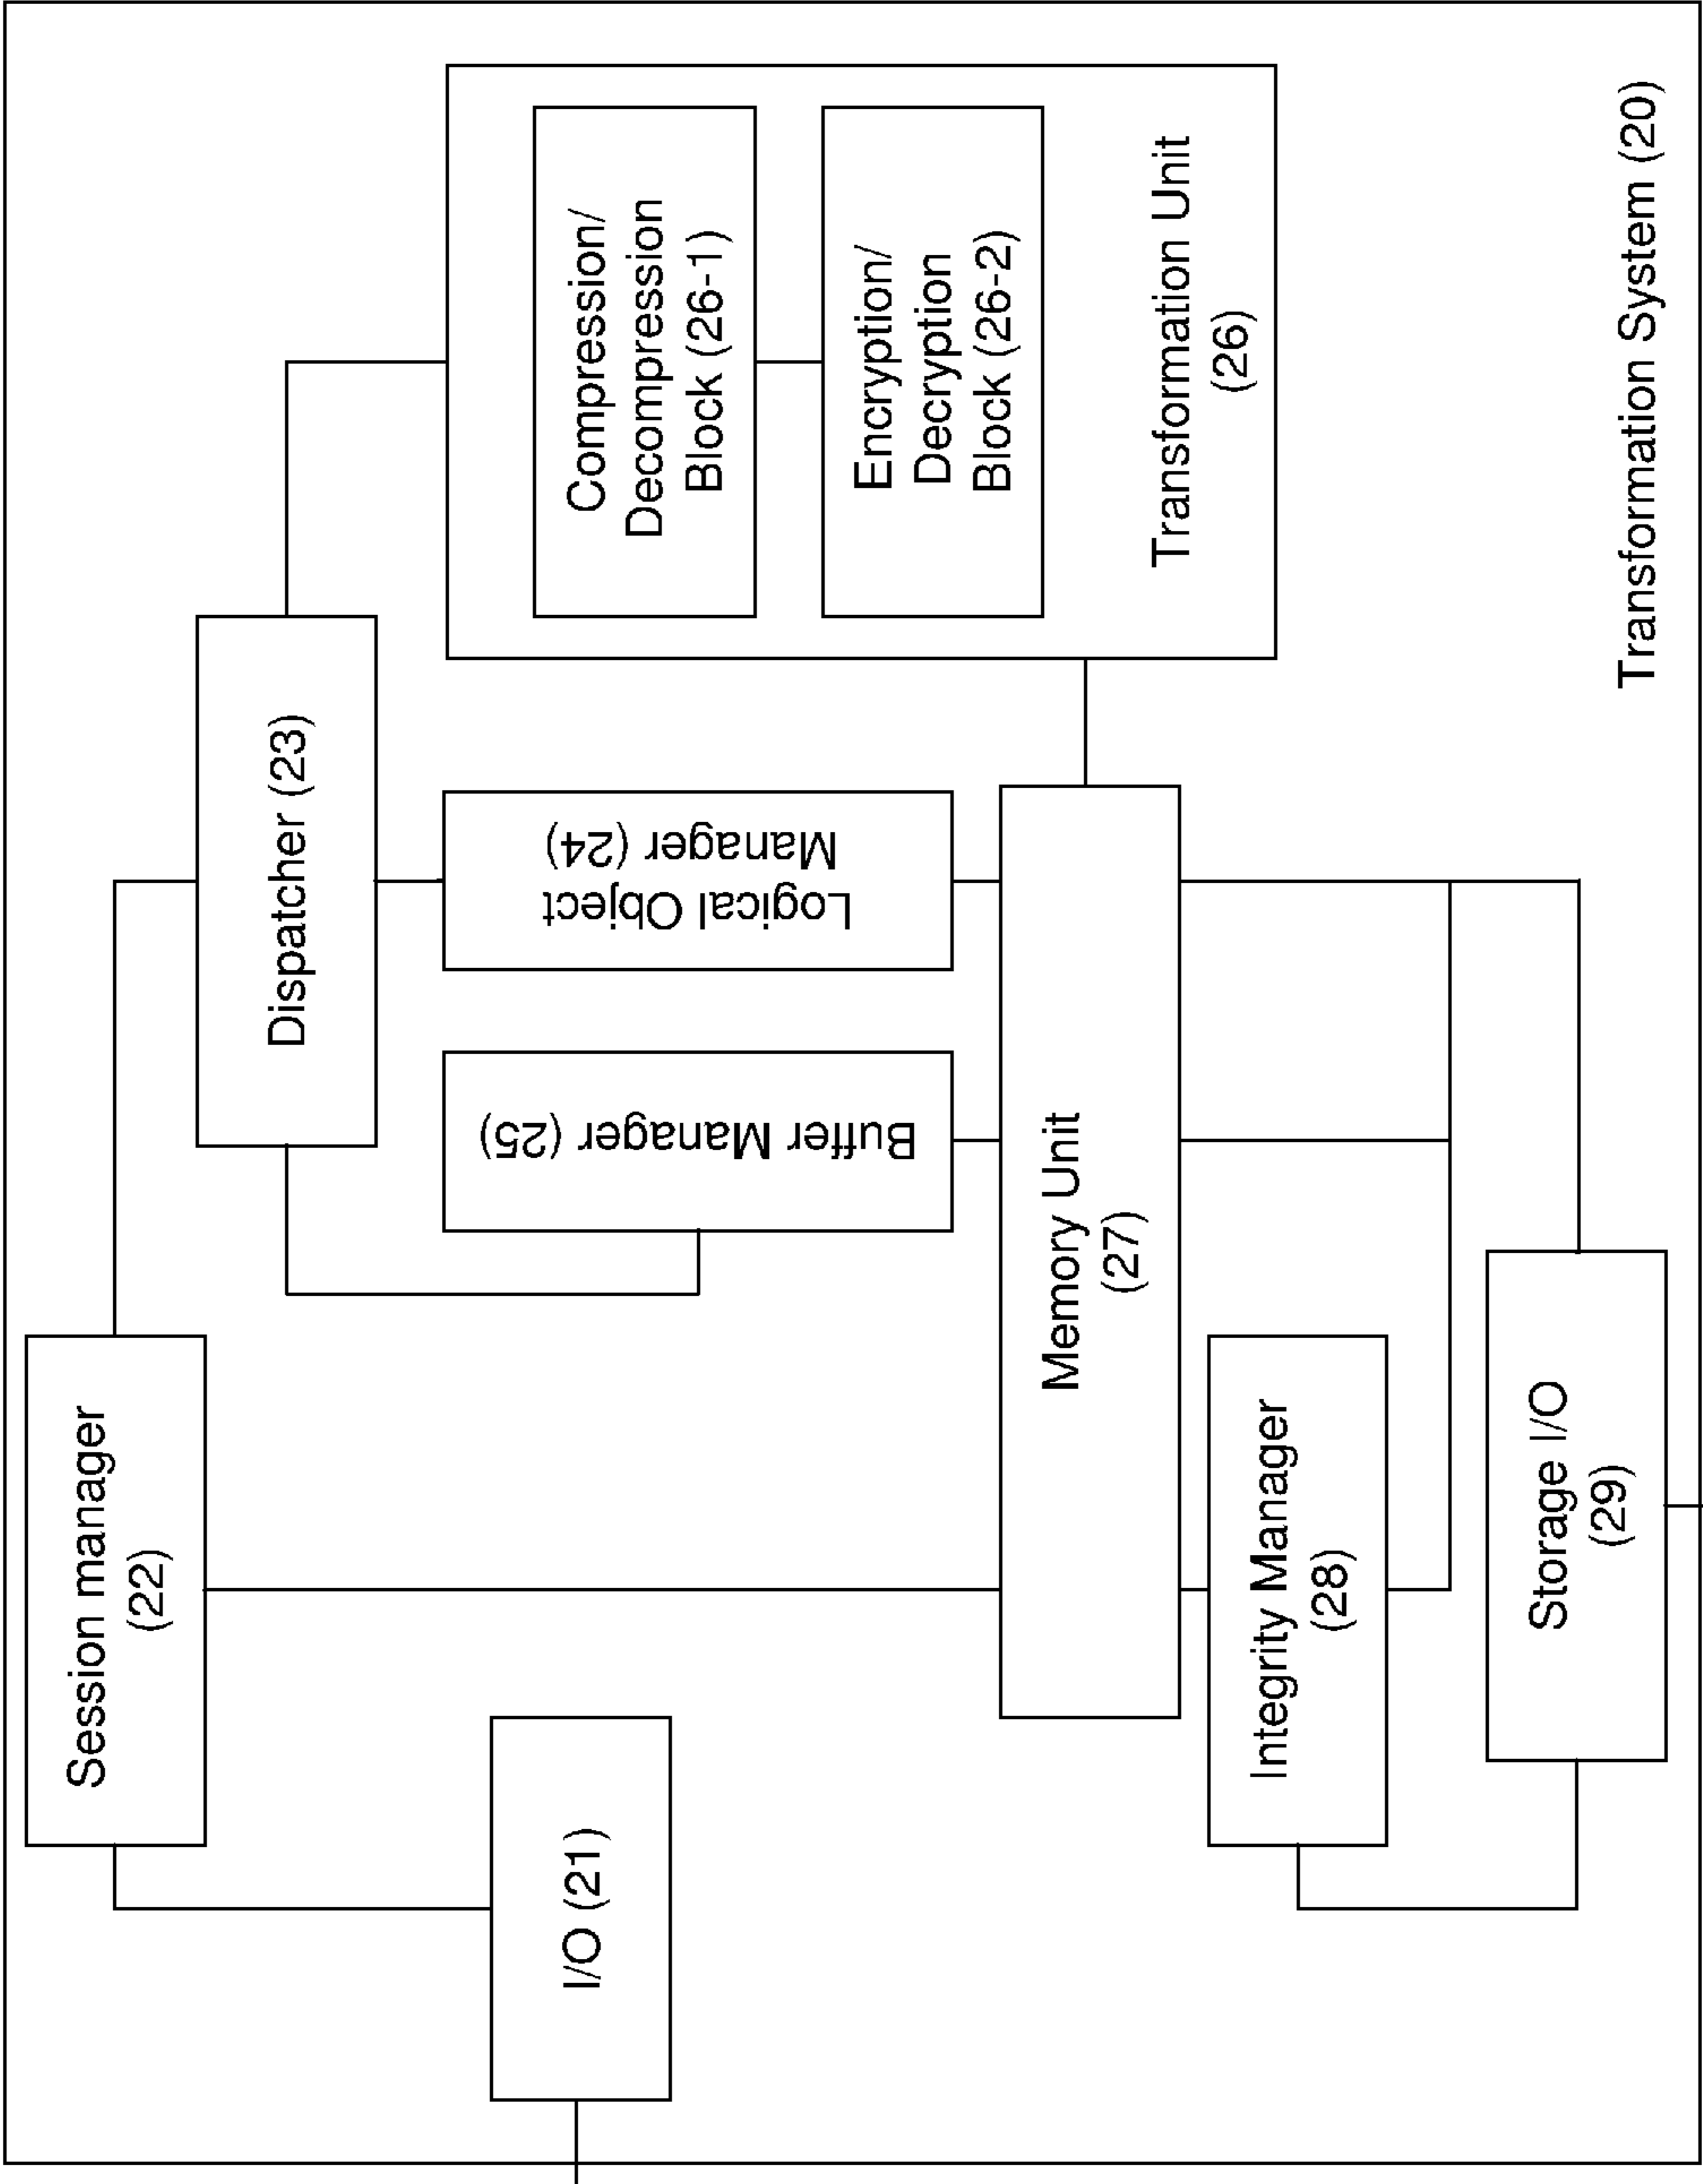 Session manager
(22)
I/O (21)
Dispatcher (23)
Buffer Manager (25)
Logical Object
Manager (24)
Compression/
Decompression
Block (26-1)
Encryption/
Decryption
Block (26-2)
Transformation Unit
(26)
Memory Unit
(27)
Integrity Manager
(28)
Storage I/O
(29)
Transformation System (20)